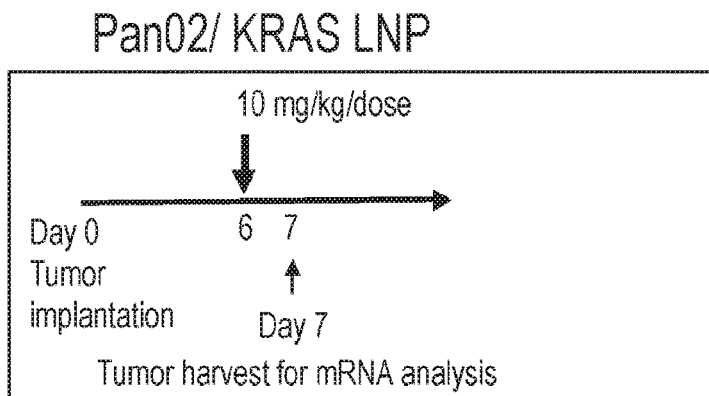 Pan02/ KRAS LNP
10 mg/kg/dose
6 7
Day 0
Tumor
implantation
Day 7
Tumor harvest for mRNA analysis